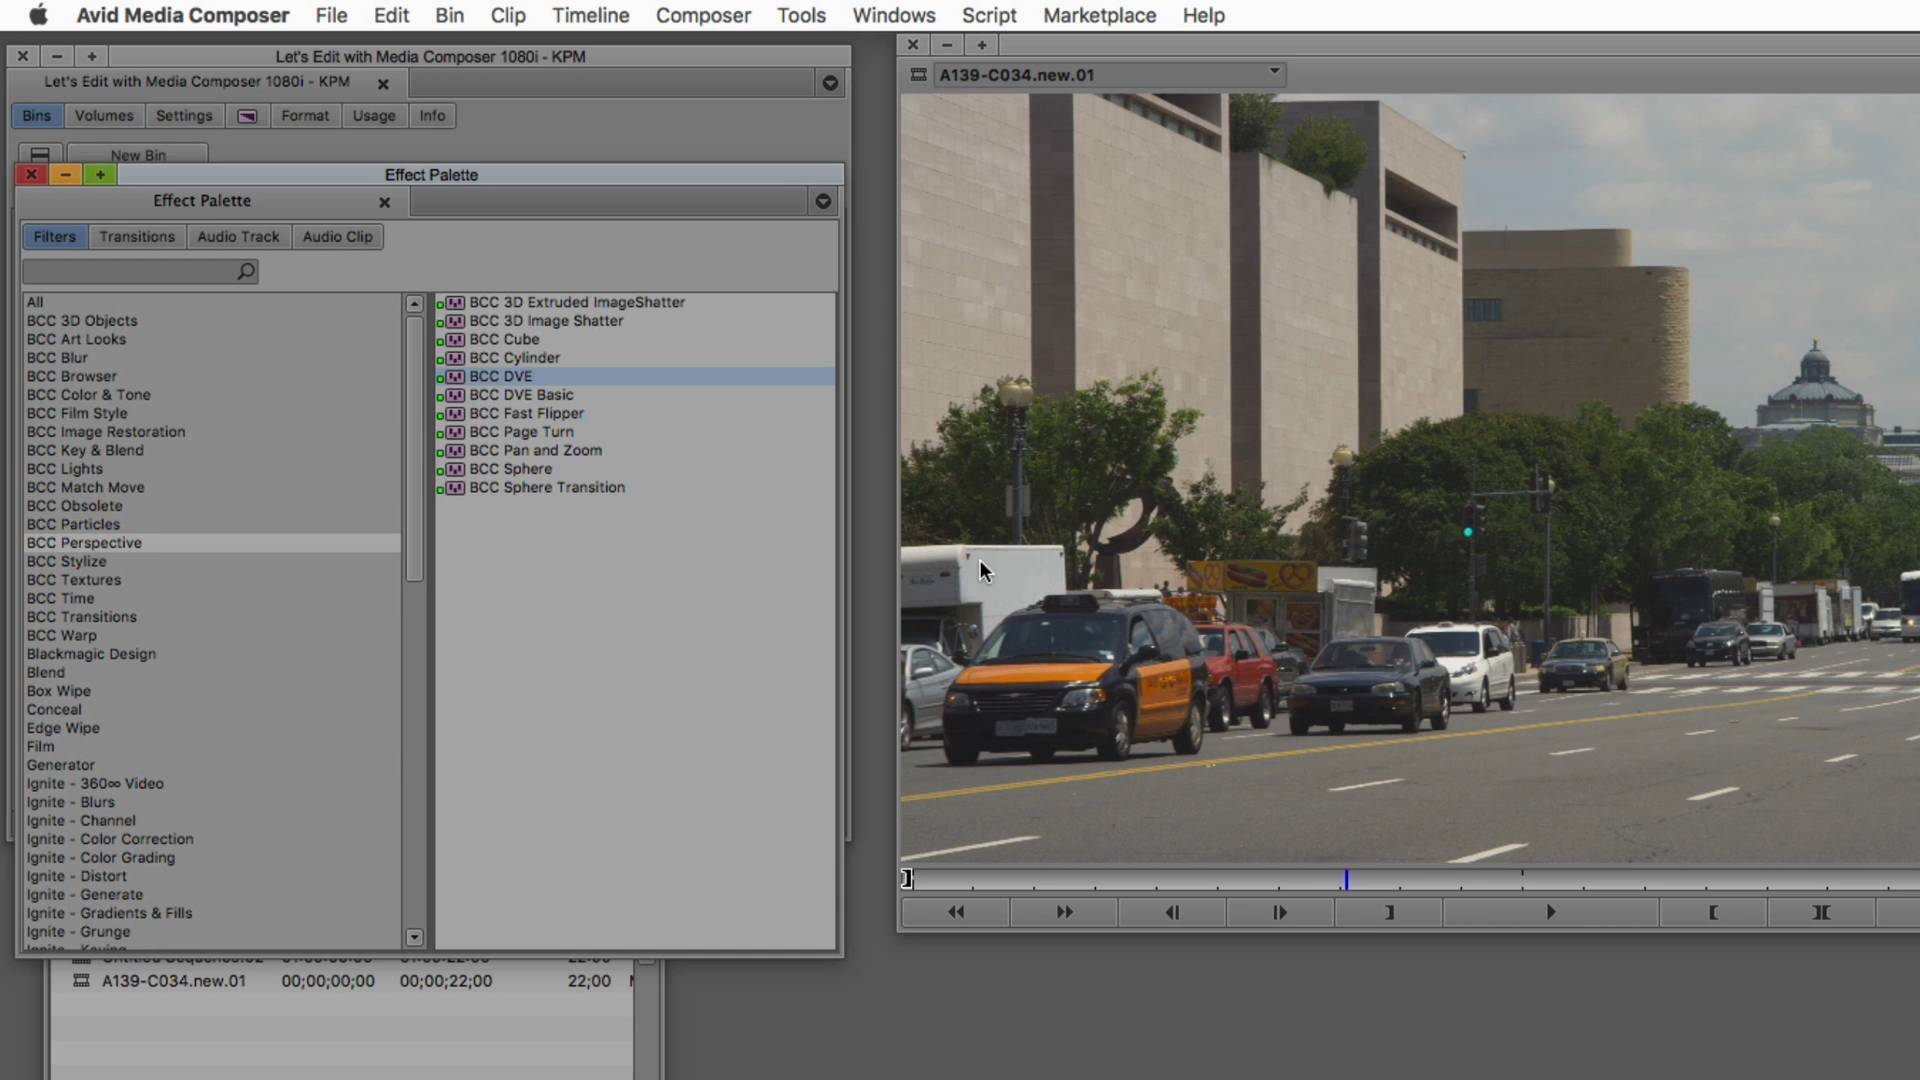 Avid Media Composer File Edit Bin Clip Timeline Composer Tools Windows Script Marketplace Help
Let's Edit with Media Composer 1080i - KPM
Let's Edit with Media Composer 1080i - KPM
Bins Volumes Settings Format Usage Info
New Bin
Effect Palette
Effect Palette
Filters Transitions Audio Track Audio Clip
All
BCC 3D Objects
BCC Art Looks
BCC Blur
BCC Browser
BCC Color & Tone
BCC Film Style
BCC Image Restoration
BCC Key & Blend
BCC Lights
BCC Match Move
BCC Obsolete
BCC Particles
BCC Perspective
BCC Stylize
BCC Textures
BCC Time
BCC Transitions
BCC Warp
Blackmagic Design
Blend
Box Wipe
Conceal
Edge Wipe
Film
Generator
Ignite - 360∞ Video
Ignite - Blurs
Ignite - Channel
Ignite - Color Correction
Ignite - Color Grading
Ignite - Distort
Ignite - Generate
Ignite - Gradients & Fills
Ignite - Grunge
Ignite - Keying
BCC 3D Extruded ImageShatter
BCC 3D Image Shatter
BCC Cube
BCC Cylinder
BCC DVE
BCC DVE Basic
BCC Fast Flipper
BCC Page Turn
BCC Pan and Zoom
BCC Sphere
BCC Sphere Transition
A139-C034.new.01 00;00;00;00 00;00;22;00 22;00
A139-C034.new.01